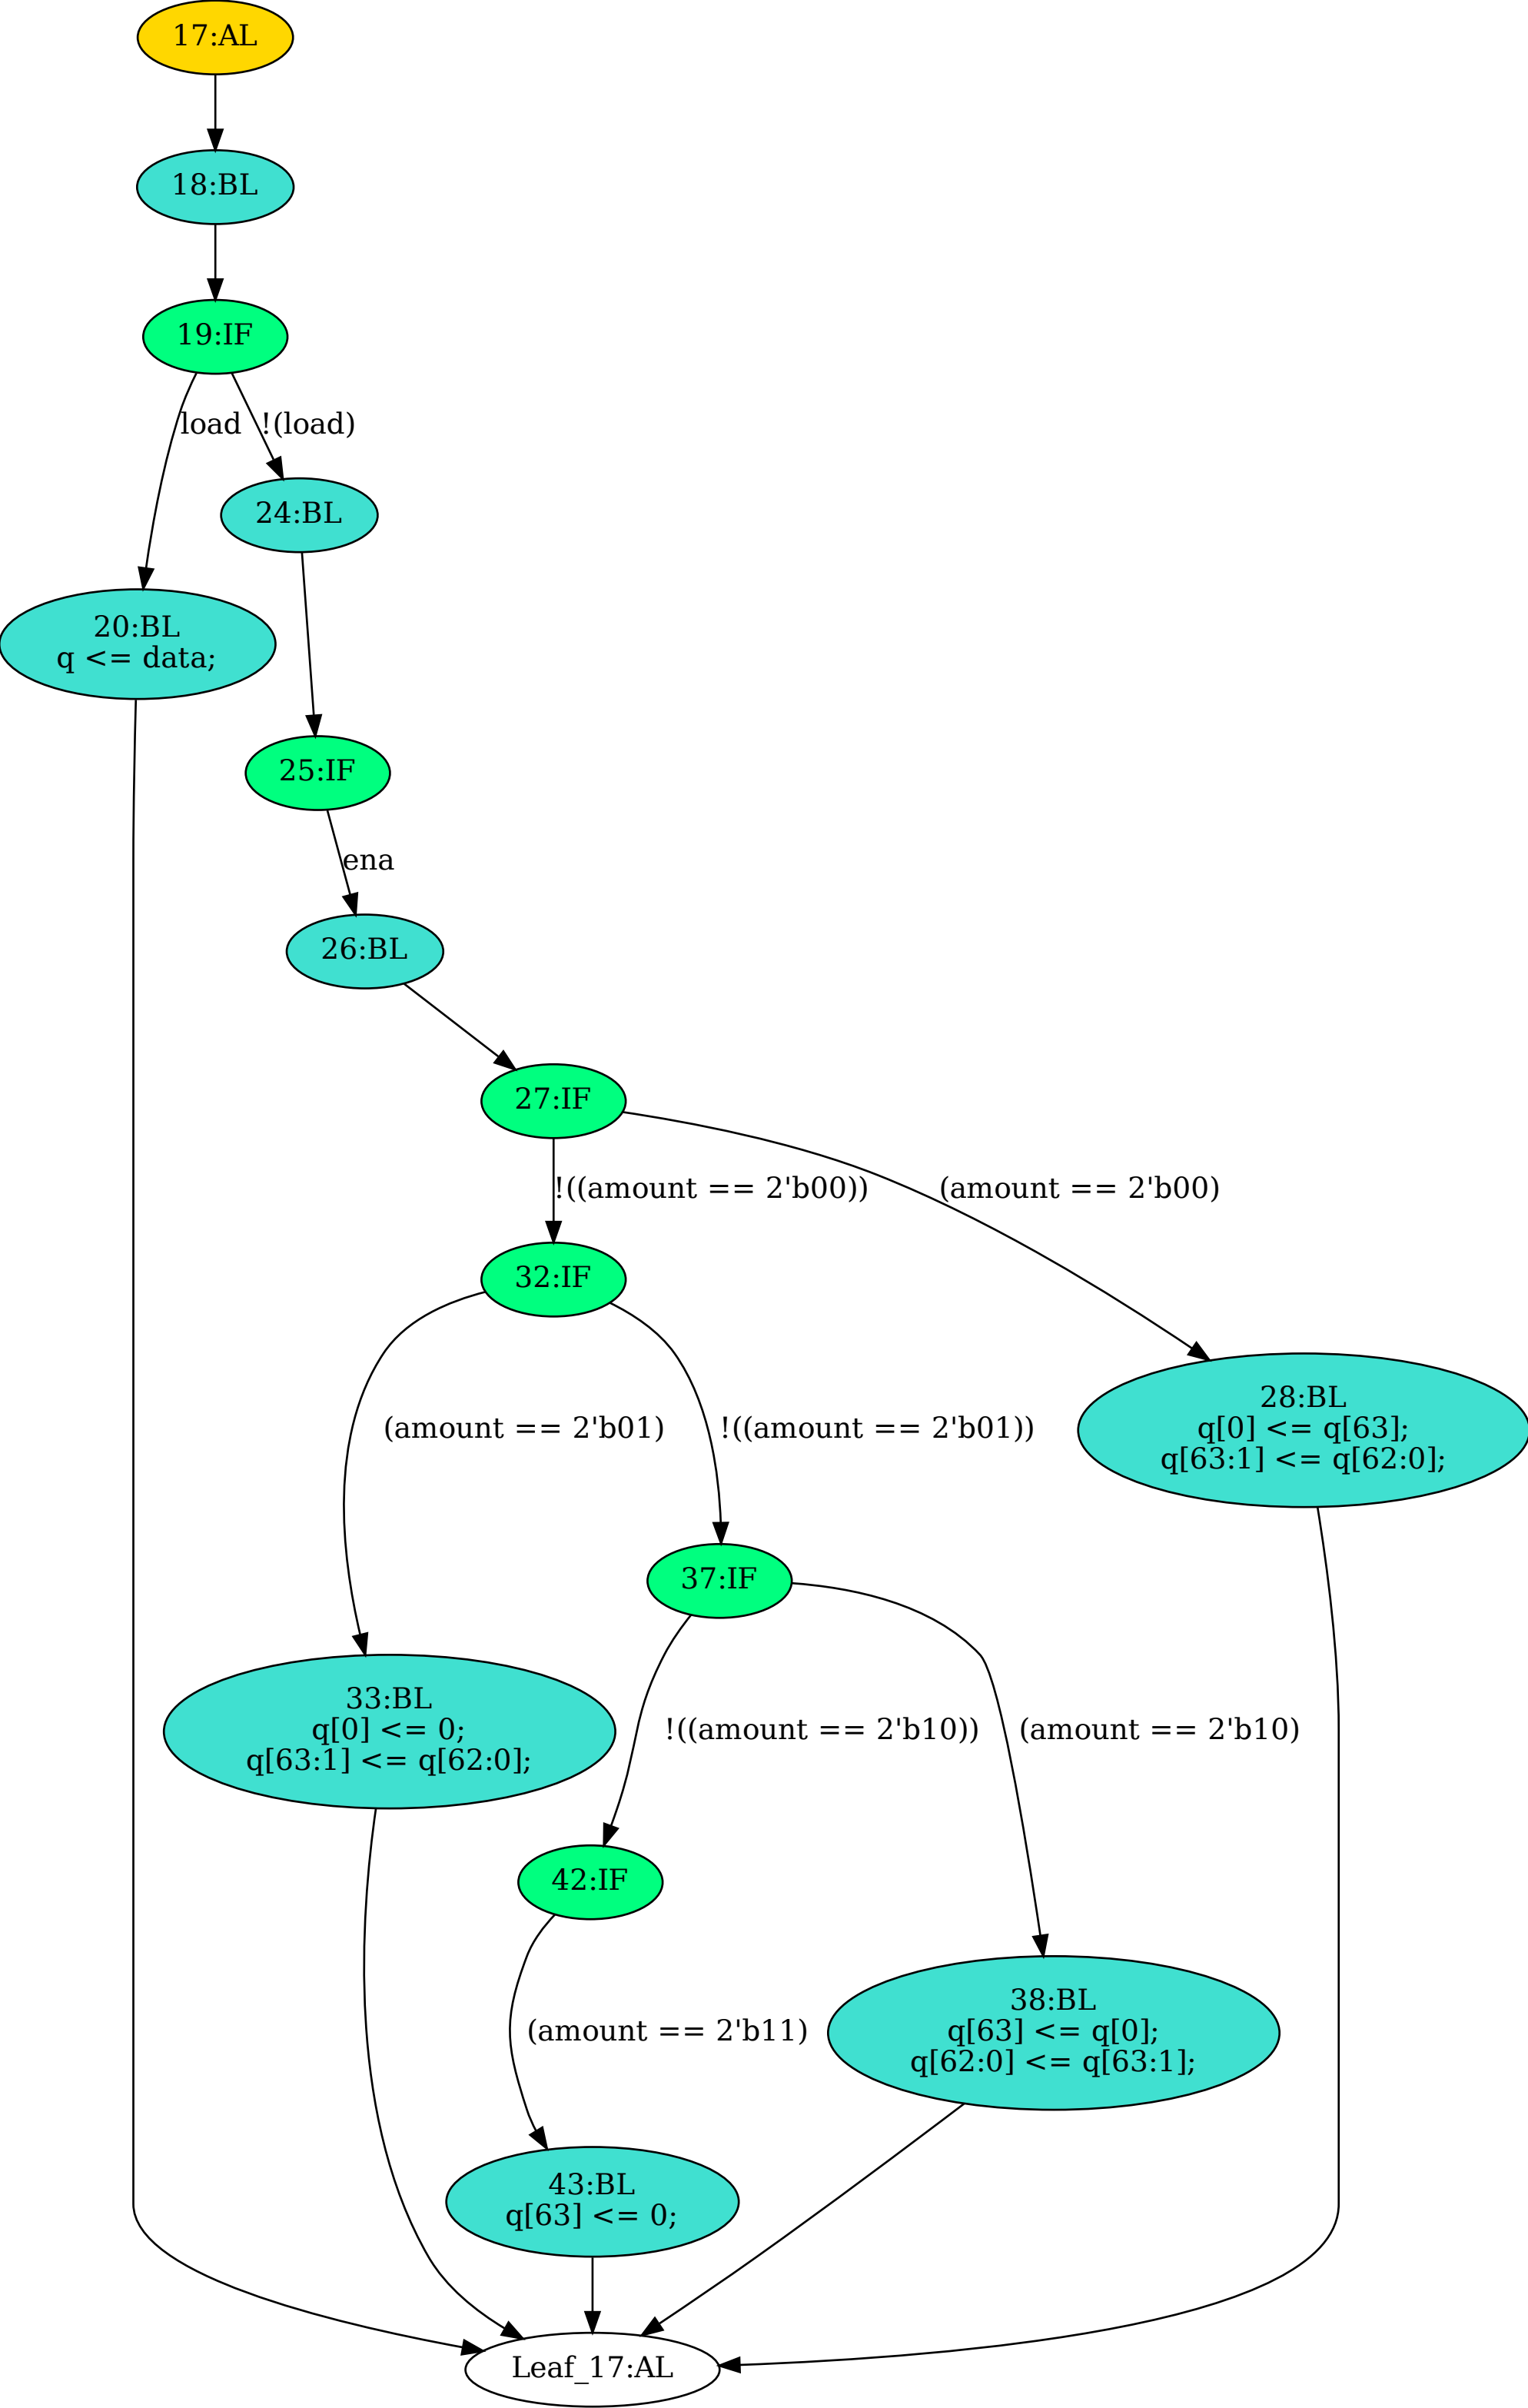 17:AL
18:BL
19:IF
load
!(load)
24:BL
20:BL
q <= data;
25:IF
ena
26:BL
27:IF
!((amount == 2'b00))
(amount == 2'b00)
32:IF
28:BL
q[0] <= q[63];
q[63:1] <= q[62:0];
(amount == 2'b01)
!((amount == 2'b01))
37:IF
33:BL
q[0] <= 0;
q[63:1] <= q[62:0];
!((amount == 2'b10))
(amount == 2'b10)
42:IF
38:BL
q[63] <= q[0];
q[62:0] <= q[63:1];
(amount == 2'b11)
43:BL
q[63] <= 0;
Leaf_17:AL